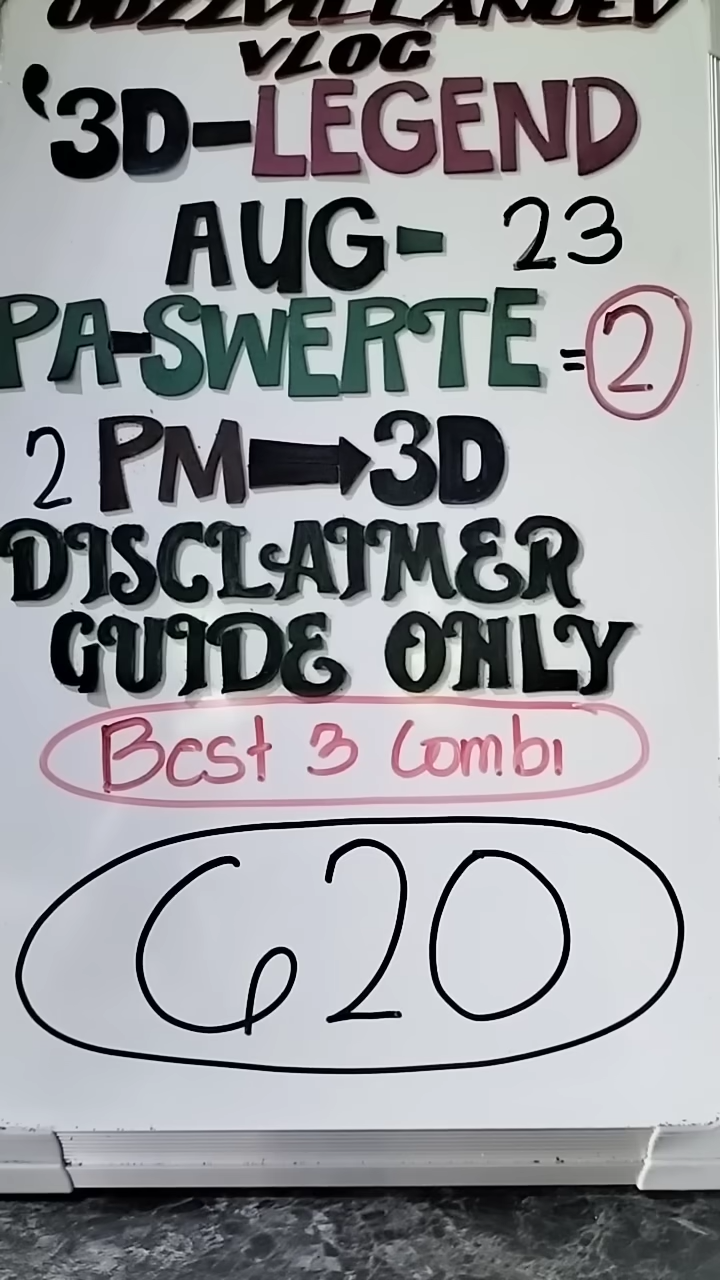 VLOG
'3D-LEGEND
AUG- 23
PA-SWERTE =2
2 PM➡3D
DISCLAIMER
GUIDE ONLY
Best 3 Combi
620